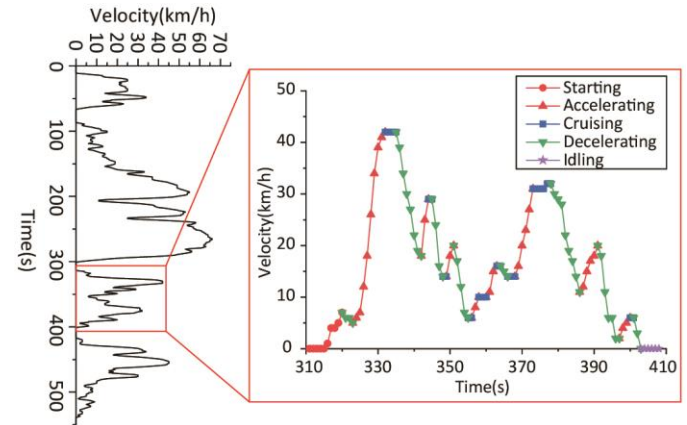 Velocity(km/h)
0 10 20 30 40 50 60 70
0
100
200
300
400
500
Time(s)
50
40
30
20
10
0
Velocity(km/h)
Starting
Accelerating
Cruising
Decelerating
Idling
310 330 350 370 390 410
Time(s)